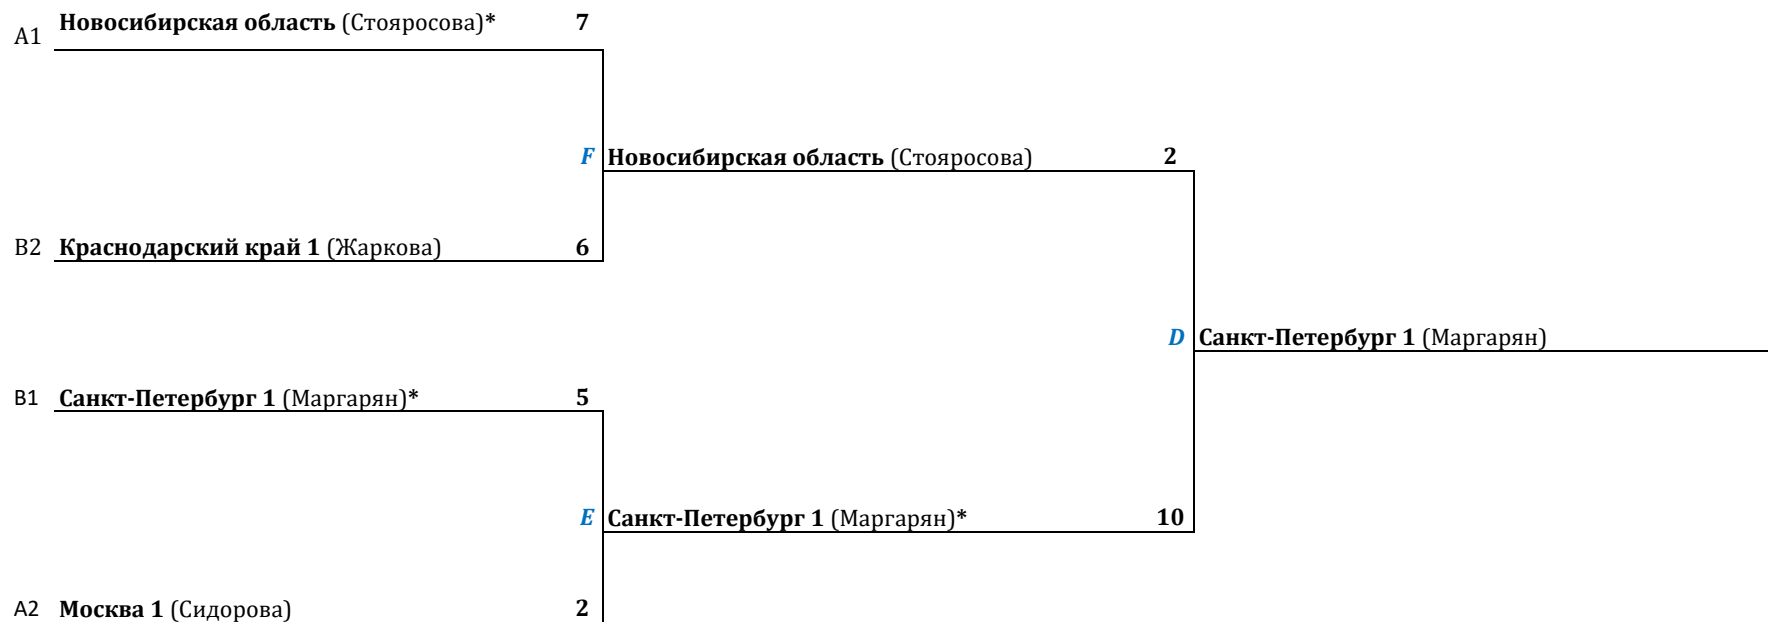 A1 Новосибирская область (Стояросова)* 7
F Новосибирская область (Стояросова) 2
B2 Краснодарский край 1 (Жаркова) 6
D Санкт-Петербург 1 (Маргарян)
B1 Санкт-Петербург 1 (Маргарян)* 5
E Санкт-Петербург 1 (Маргарян)* 10
A2 Москва 1 (Сидорова) 2